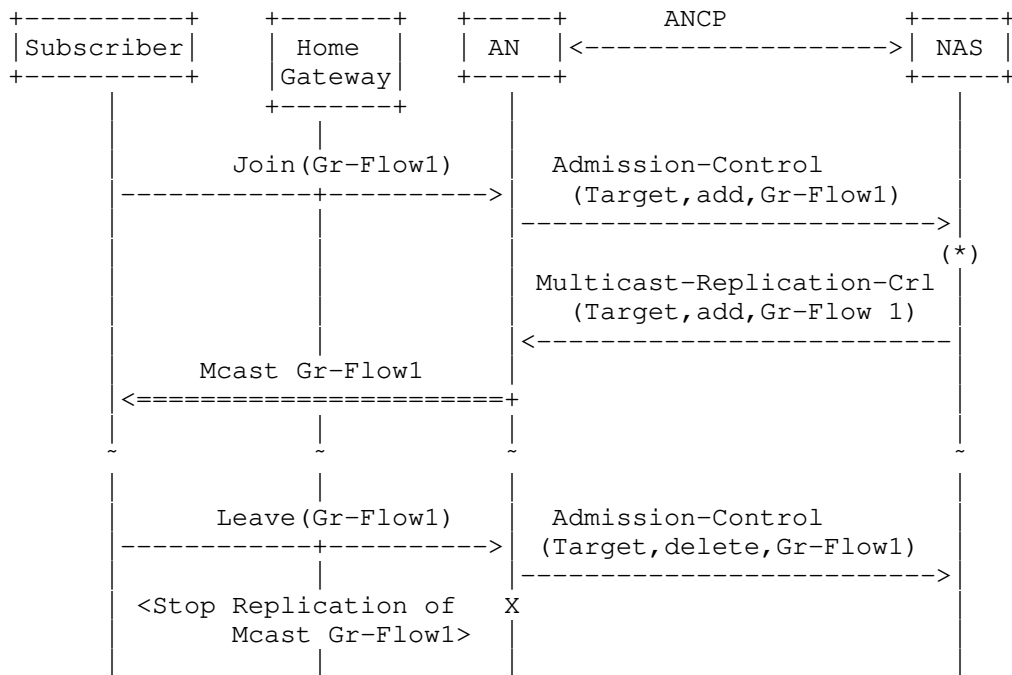 ANCP
Subscriber Home AN NAS
Gateway
Join(Gr-Flow1) Admission-Control
(Target,add,Gr-Flow1)
(*)
Multicast-Replication-Crl
(Target,add,Gr-Flow 1)
Mcast Gr-Flow1
Leave(Gr-Flow1) Admission-Control
(Target,delete,Gr-Flow1)
<Stop Replication of X
Mcast Gr-Flow1>